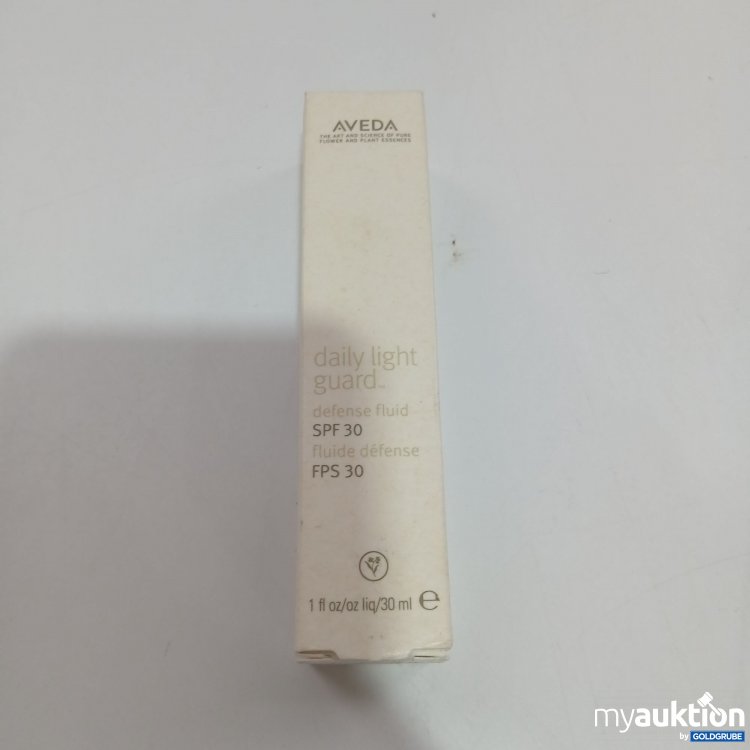 AVEDA
THE ART AND SCIENCE OF PURE
FLOWER AND PLANT ESSENCES
daily light
guard™
defense fluid
SPF 30
fluide défense
FPS 30
1 fl oz/oz liq/30 ml ℮
myauktion
by GOLDGRUBE